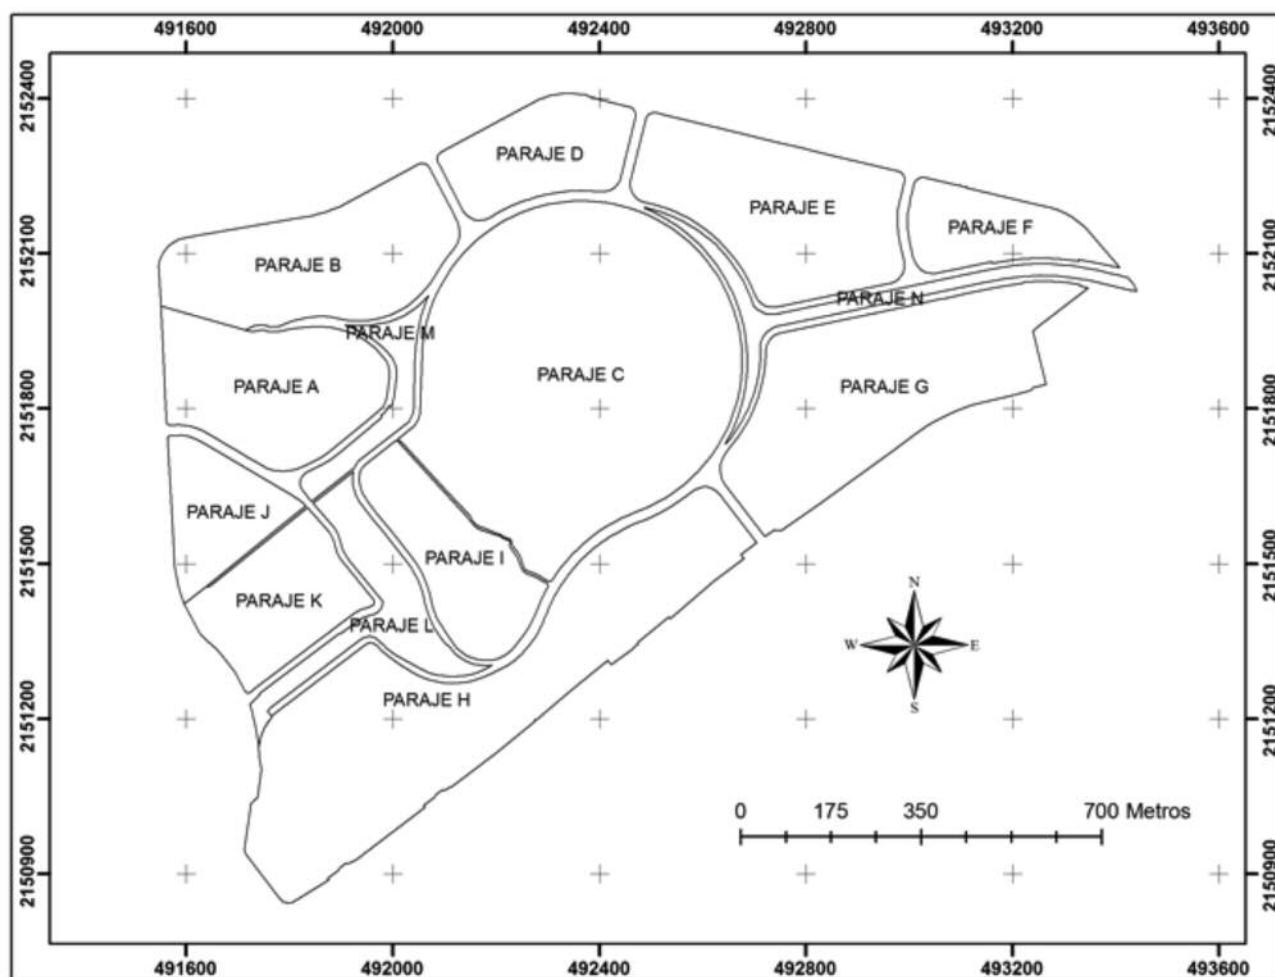 491600 492000 492400 492800 493200 493600
2152400 2152400
PARAJE D
PARAJE E
PARAJE F
2152100 2152100
PARAJE B
PARAJE N
PARAJE M
PARAJE C
PARAJE A
PARAJE G
2151800 2151800
PARAJE J
PARAJE I
2151500 2151500
PARAJE K
N
PARAJE L
W E
PARAJE H
S
2151200 2151200
0 175 350 700 Metros
2150900 2150900
491600 492000 492400 492800 493200 493600